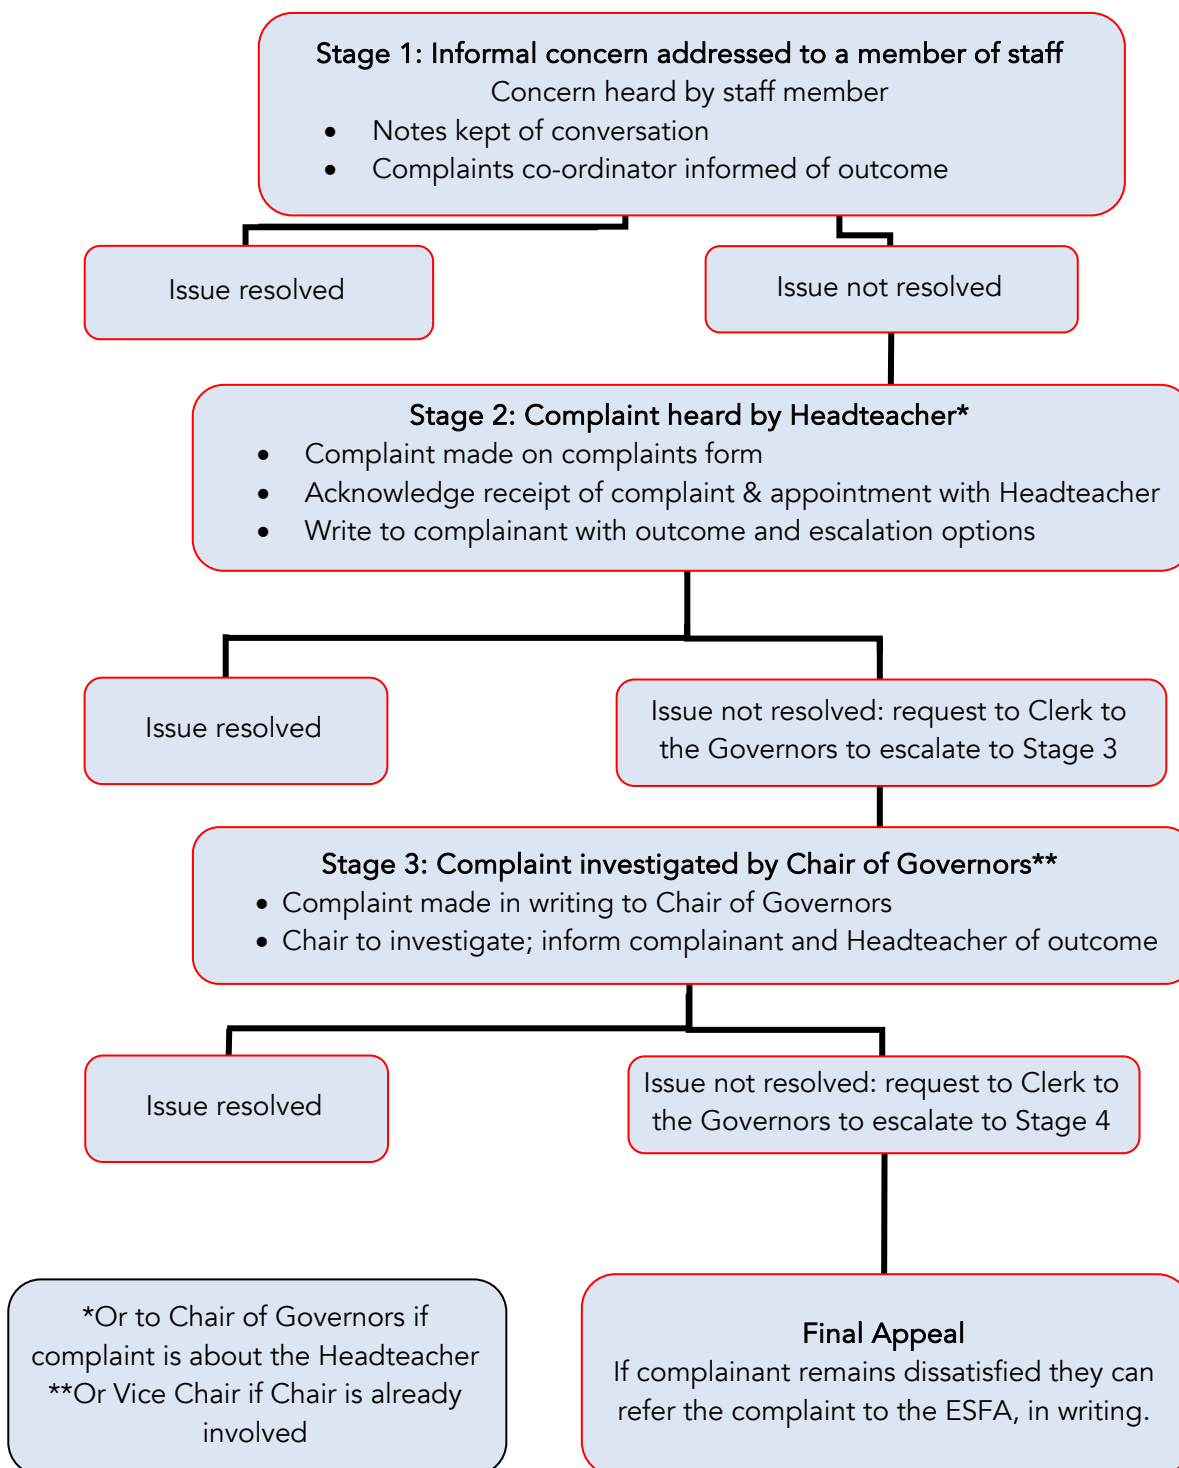 Stage 1: Informal concern addressed to a member of staff
Concern heard by staff member
• Notes kept of conversation
• Complaints co-ordinator informed of outcome
Issue resolved
Issue not resolved
Stage 2: Complaint heard by Headteacher*
• Complaint made on complaints form
• Acknowledge receipt of complaint & appointment with Headteacher
• Write to complainant with outcome and escalation options
Issue resolved
Issue not resolved: request to Clerk to
the Governors to escalate to Stage 3
Stage 3: Complaint investigated by Chair of Governors**
• Complaint made in writing to Chair of Governors
• Chair to investigate; inform complainant and Headteacher of outcome
Issue resolved
Issue not resolved: request to Clerk to
the Governors to escalate to Stage 4
*Or to Chair of Governors if
complaint is about the Headteacher
**Or Vice Chair if Chair is already
involved
Final Appeal
If complainant remains dissatisfied they can
refer the complaint to the ESFA, in writing.